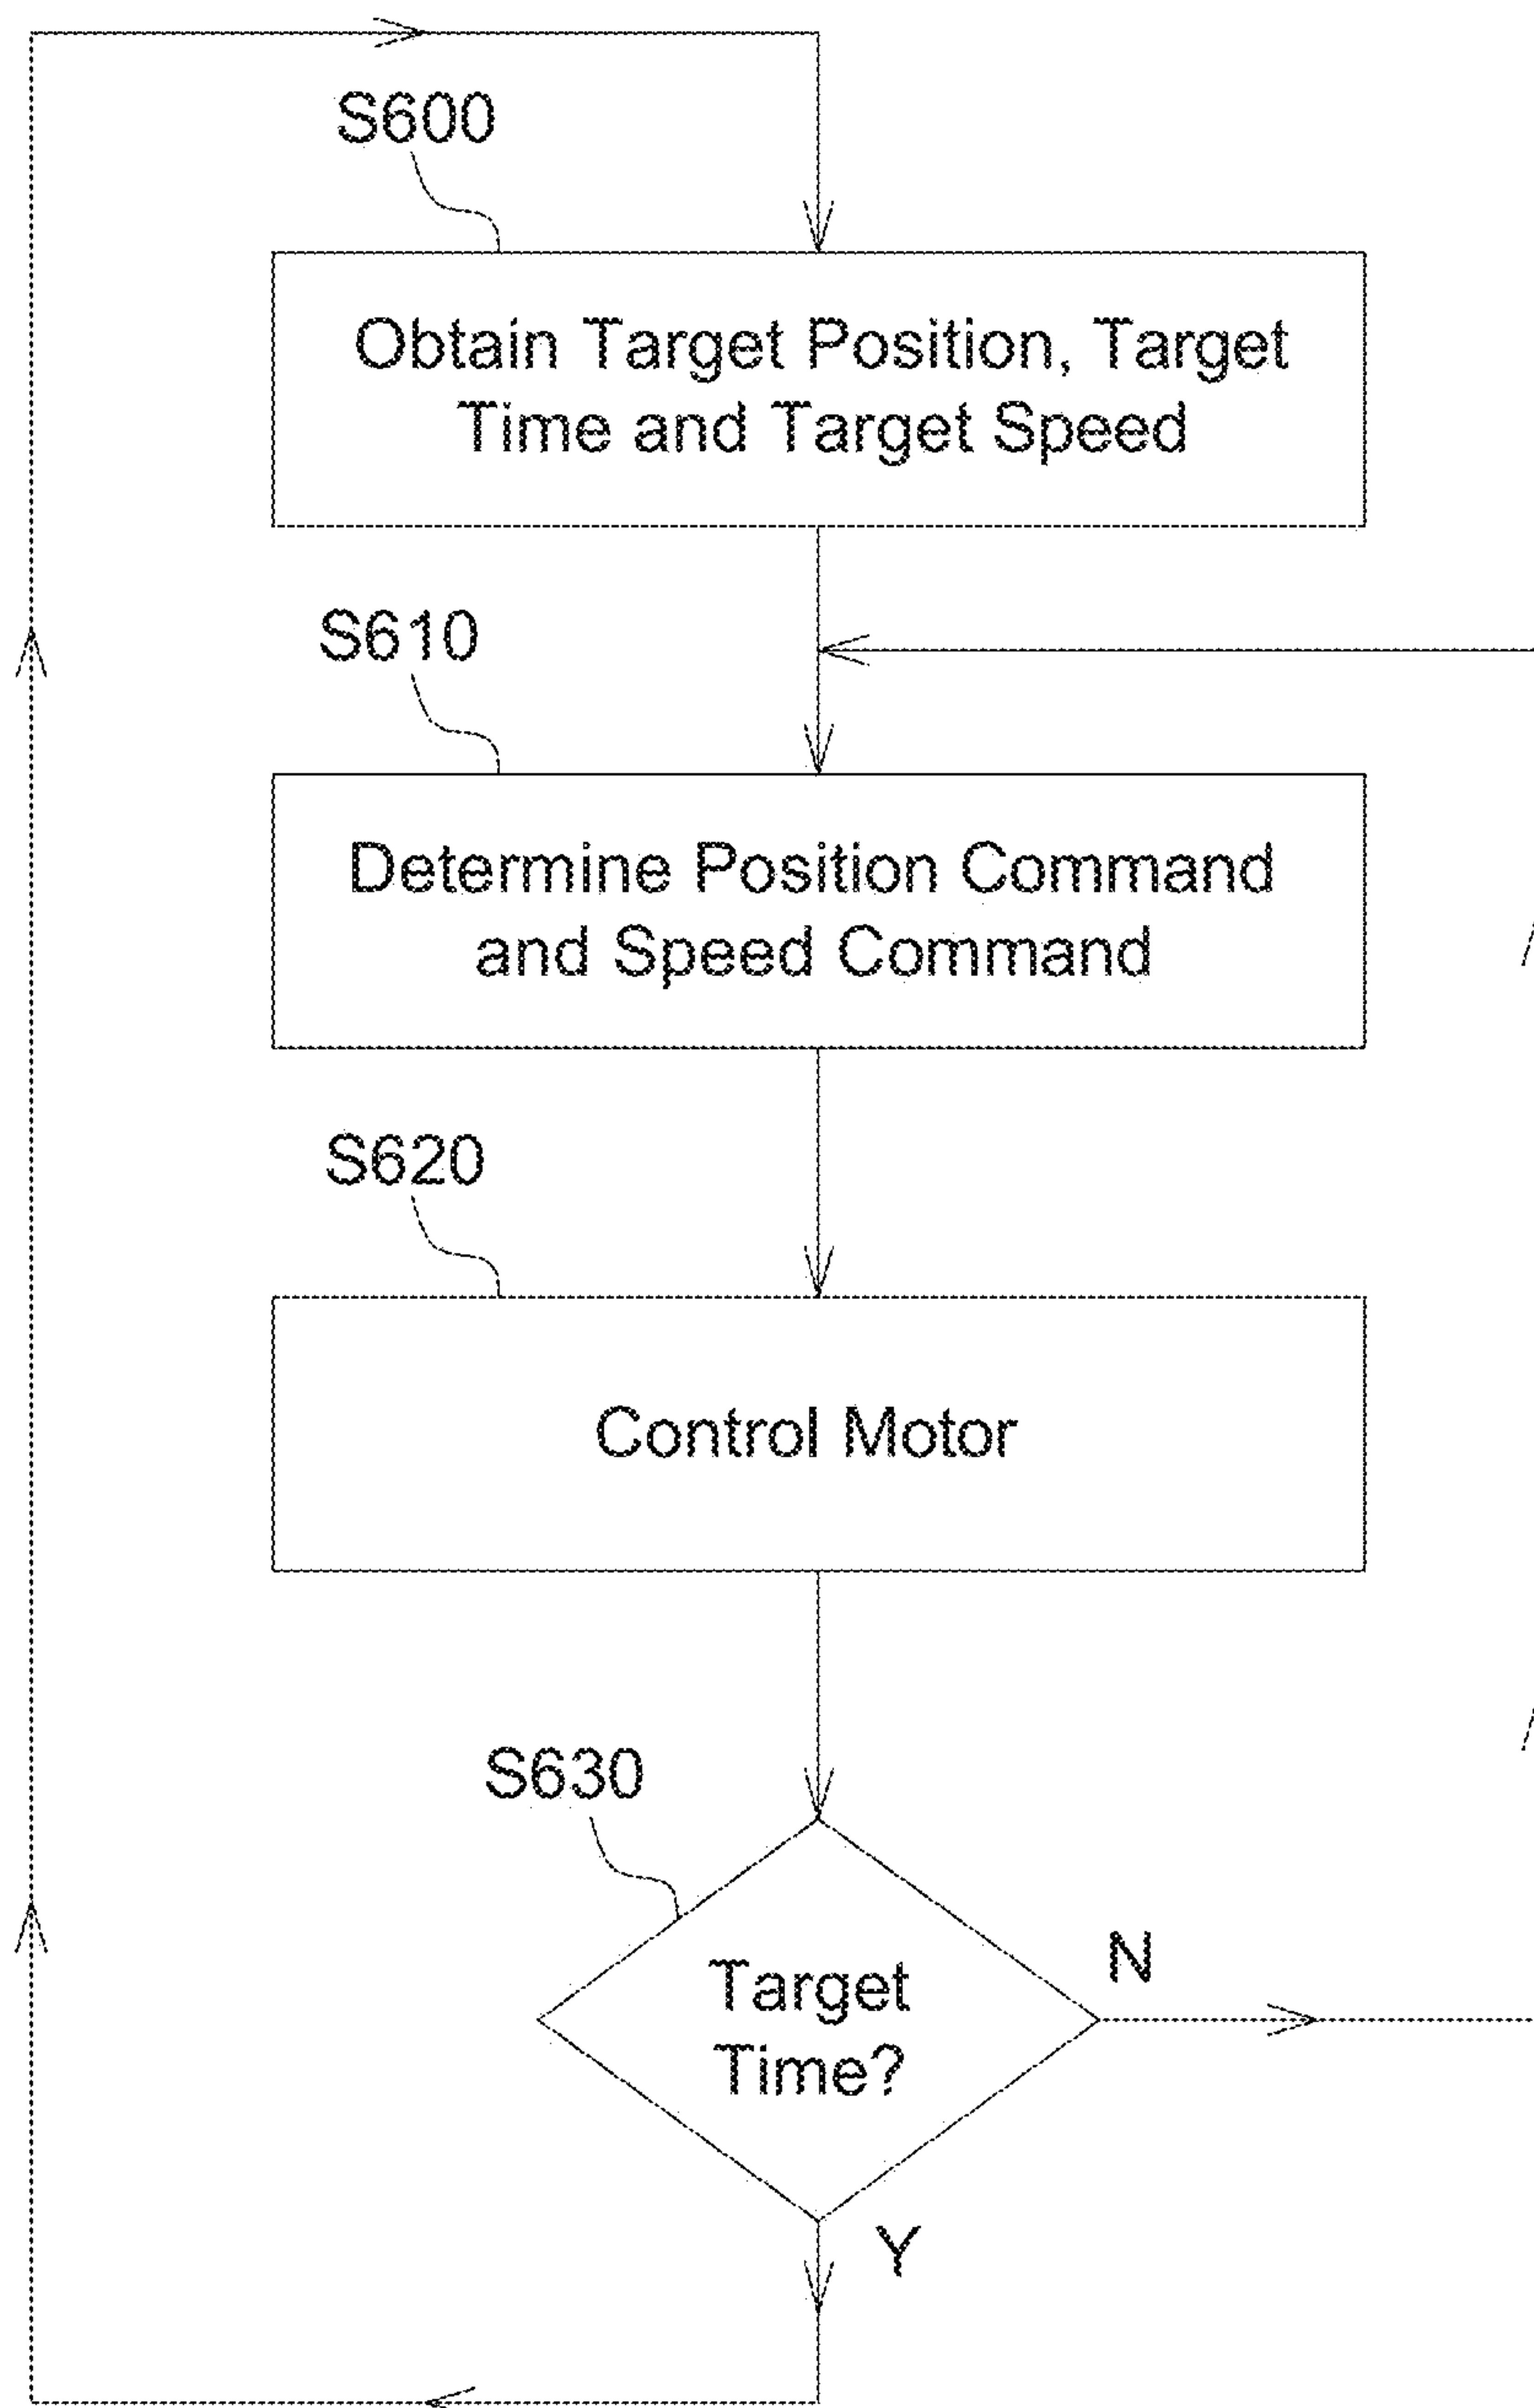 S600
Obtain Target Position, Target
Time and Target Speed
S610
Determine Position Command
and Speed Command
S620
Control Motor
S630
Target
Time?
N
Y